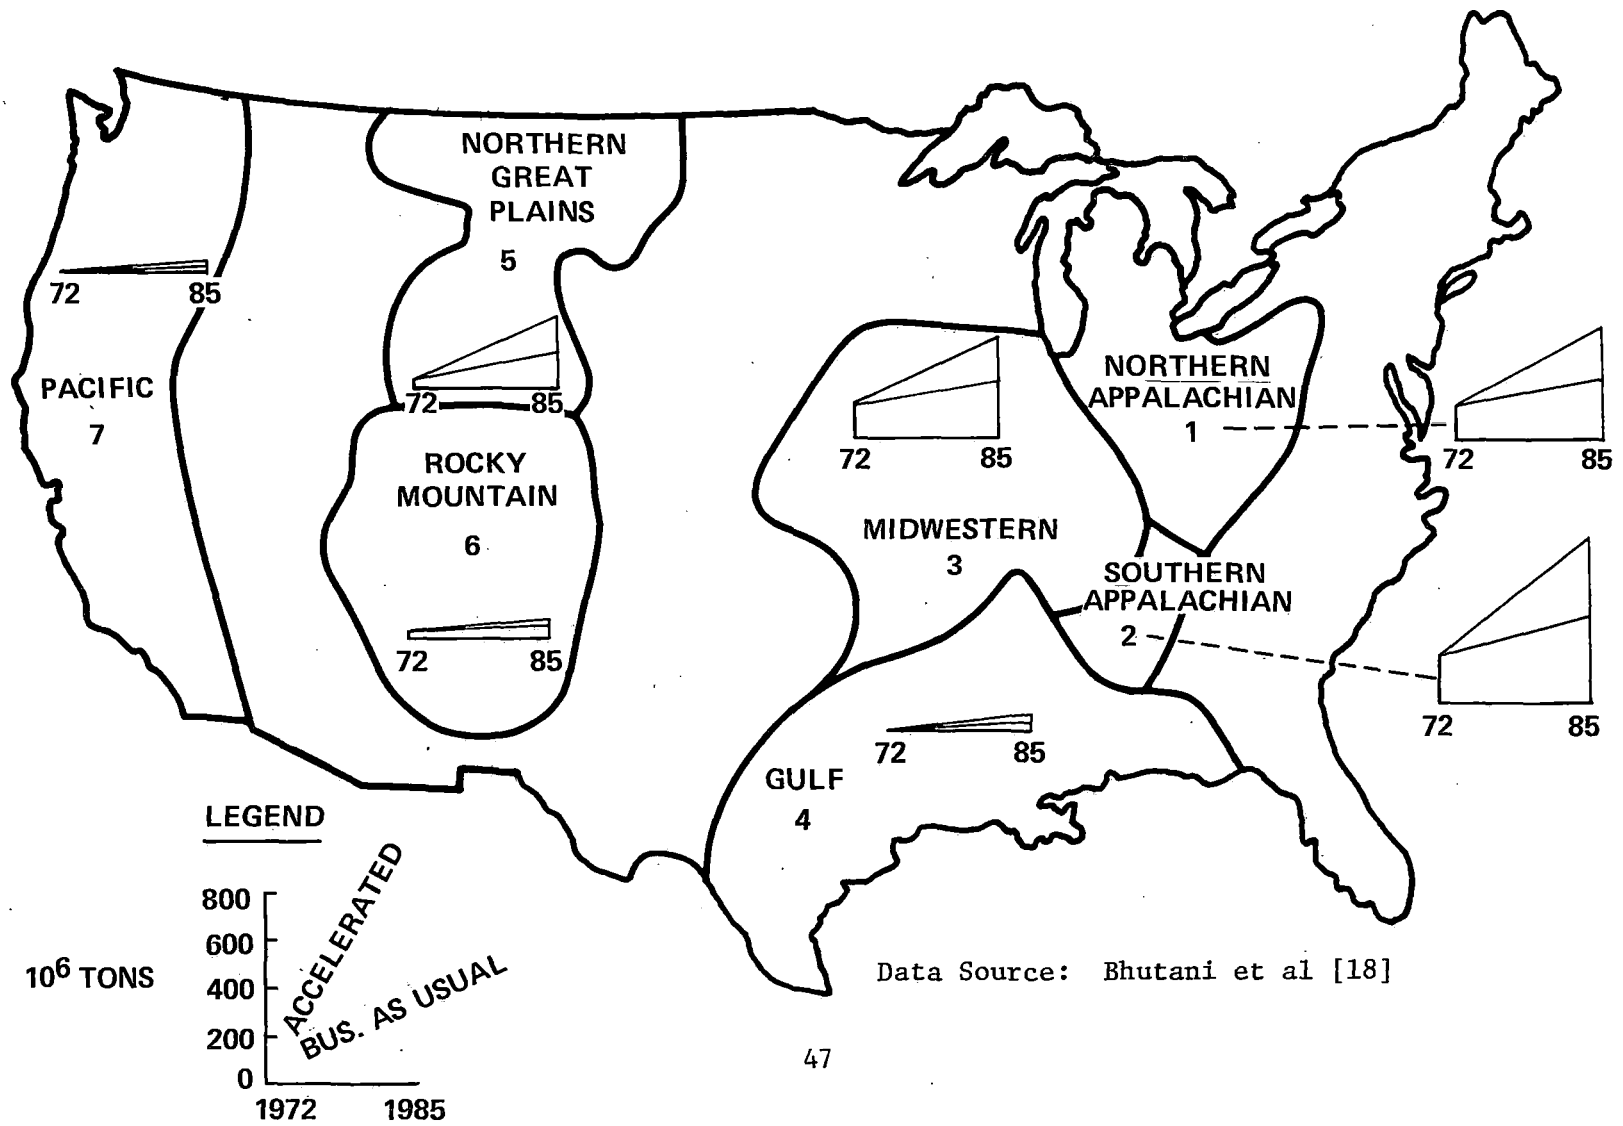 NORTHERN
GREAT
PLAINS
5
72 85
PACIFIC
7
72 85
ROCKY
MOUNTAIN
6
72 85
72 85
MIDWESTERN
3
NORTHERN
APPALACHIAN
1
72 85
SOUTHERN
APPALACHIAN
2
72 85
72 85
GULF
4
LEGEND
800
600
400
200
0
10⁶ TONS
ACCELERATED
BUS. AS USUAL
1972 1985
Data Source: Bhutani et al [18]
47